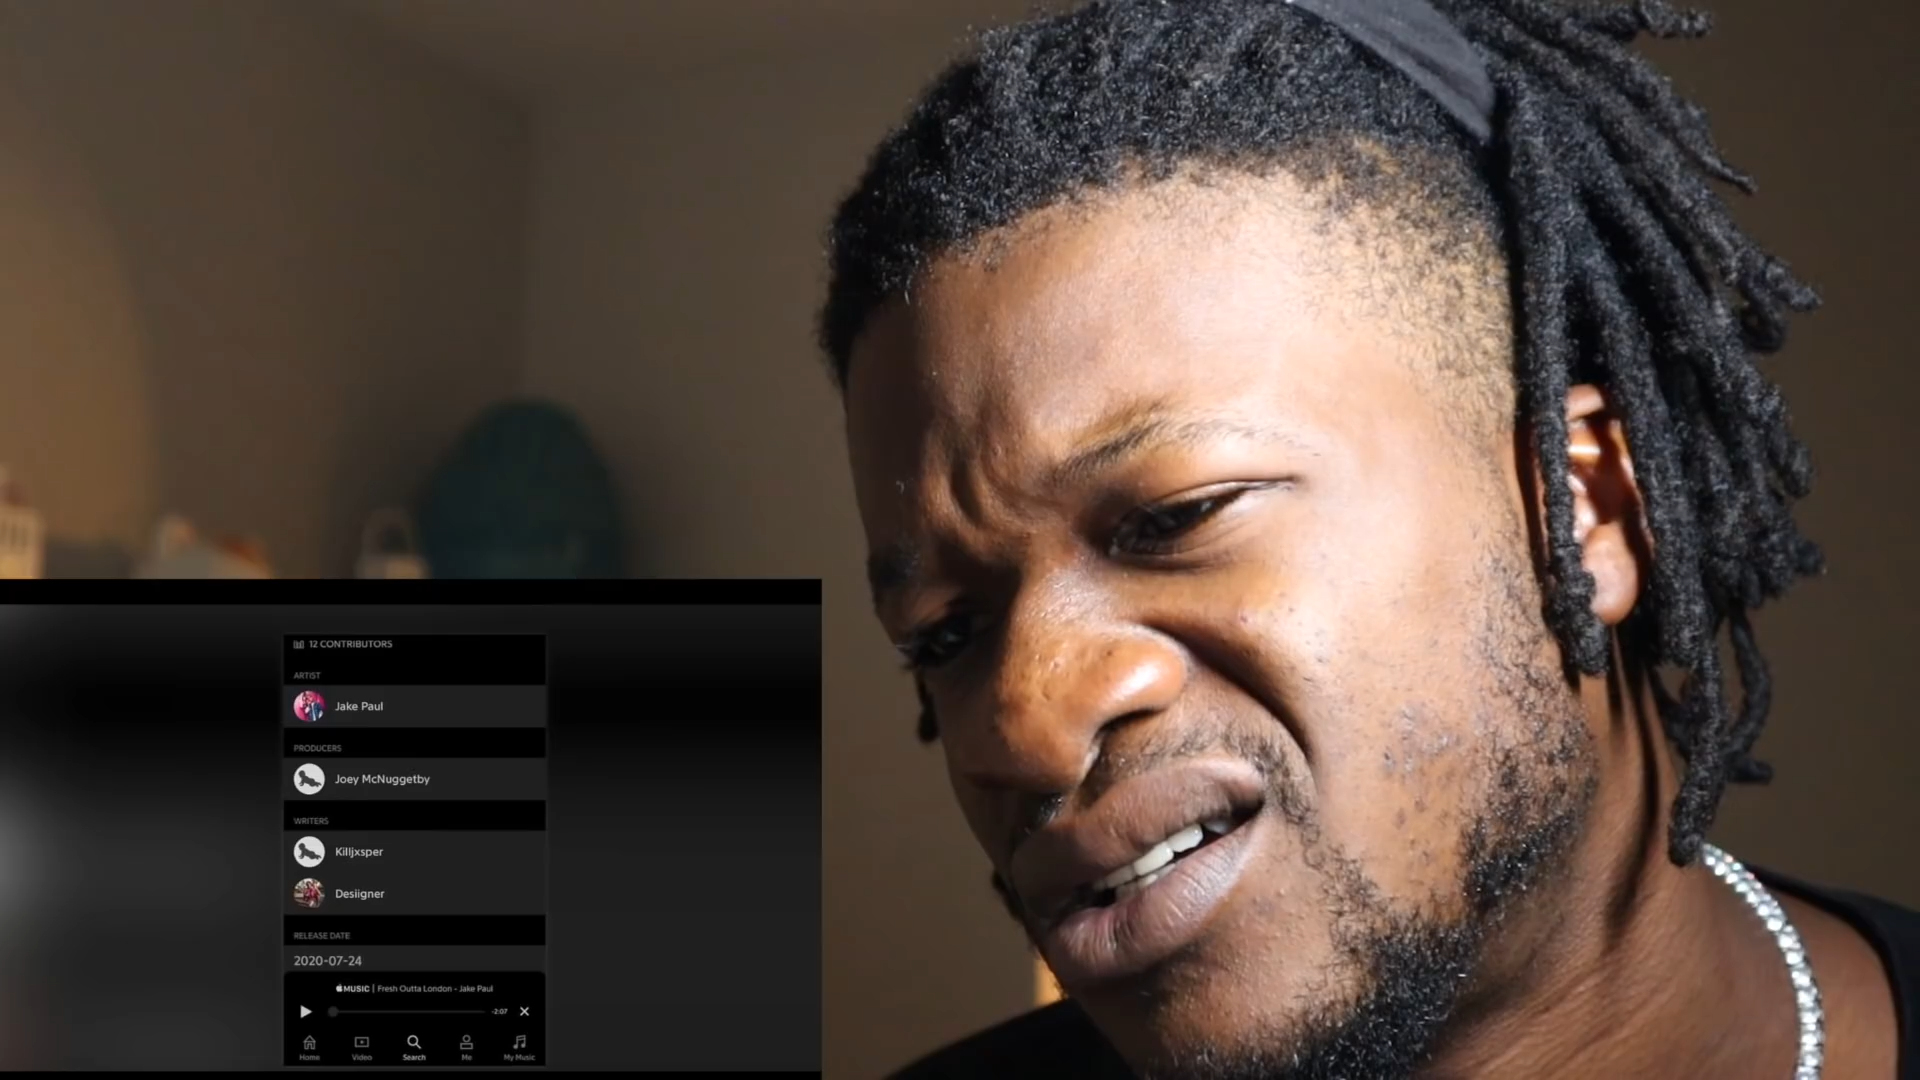 12 CONTRIBUTORS
ARTIST
Jake Paul
PRODUCERS
Joey McNuggetby
WRITERS
Killjxsper
Desiigner
RELEASE DATE
2020-07-24
MUSIC | Fresh Outta London - Jake Paul
-2:07
Home Video Search Me My Music